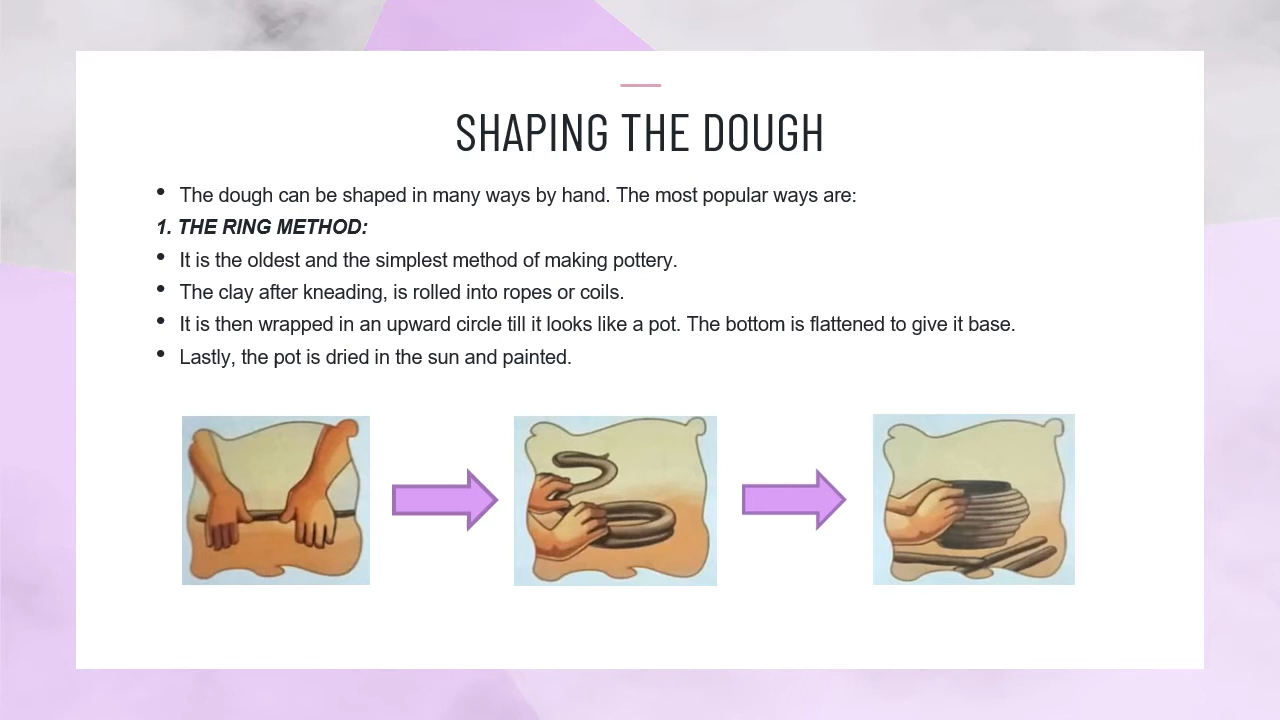 SHAPING THE DOUGH
• The dough can be shaped in many ways by hand. The most popular ways are:
1. THE RING METHOD:
• It is the oldest and the simplest method of making pottery.
• The clay after kneading, is rolled into ropes or coils.
• It is then wrapped in an upward circle till it looks like a pot. The bottom is flattened to give it base.
• Lastly, the pot is dried in the sun and painted.